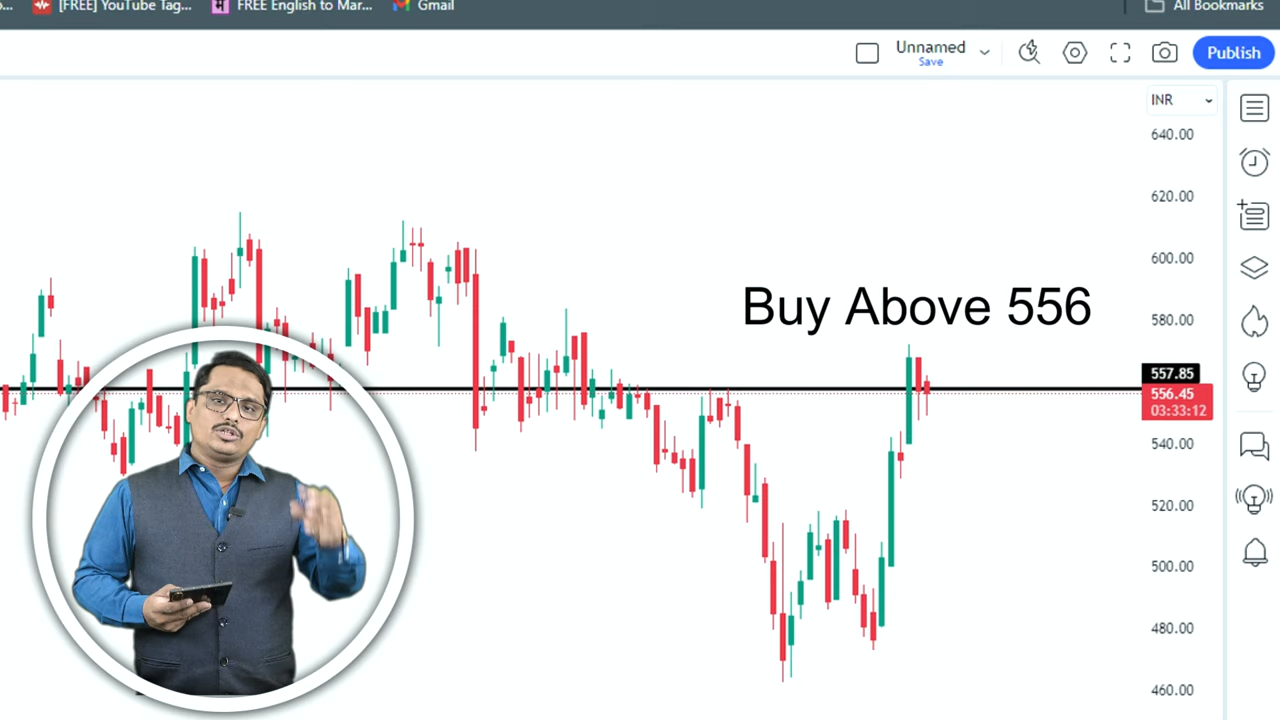 [FREE] YouTube Tag...
FREE English to Mar...
Gmail
All Bookmarks
Unnamed
Save
Publish
INR
640.00
620.00
600.00
580.00
Buy Above 556
557.85
556.45
03:33:12
540.00
520.00
500.00
480.00
460.00